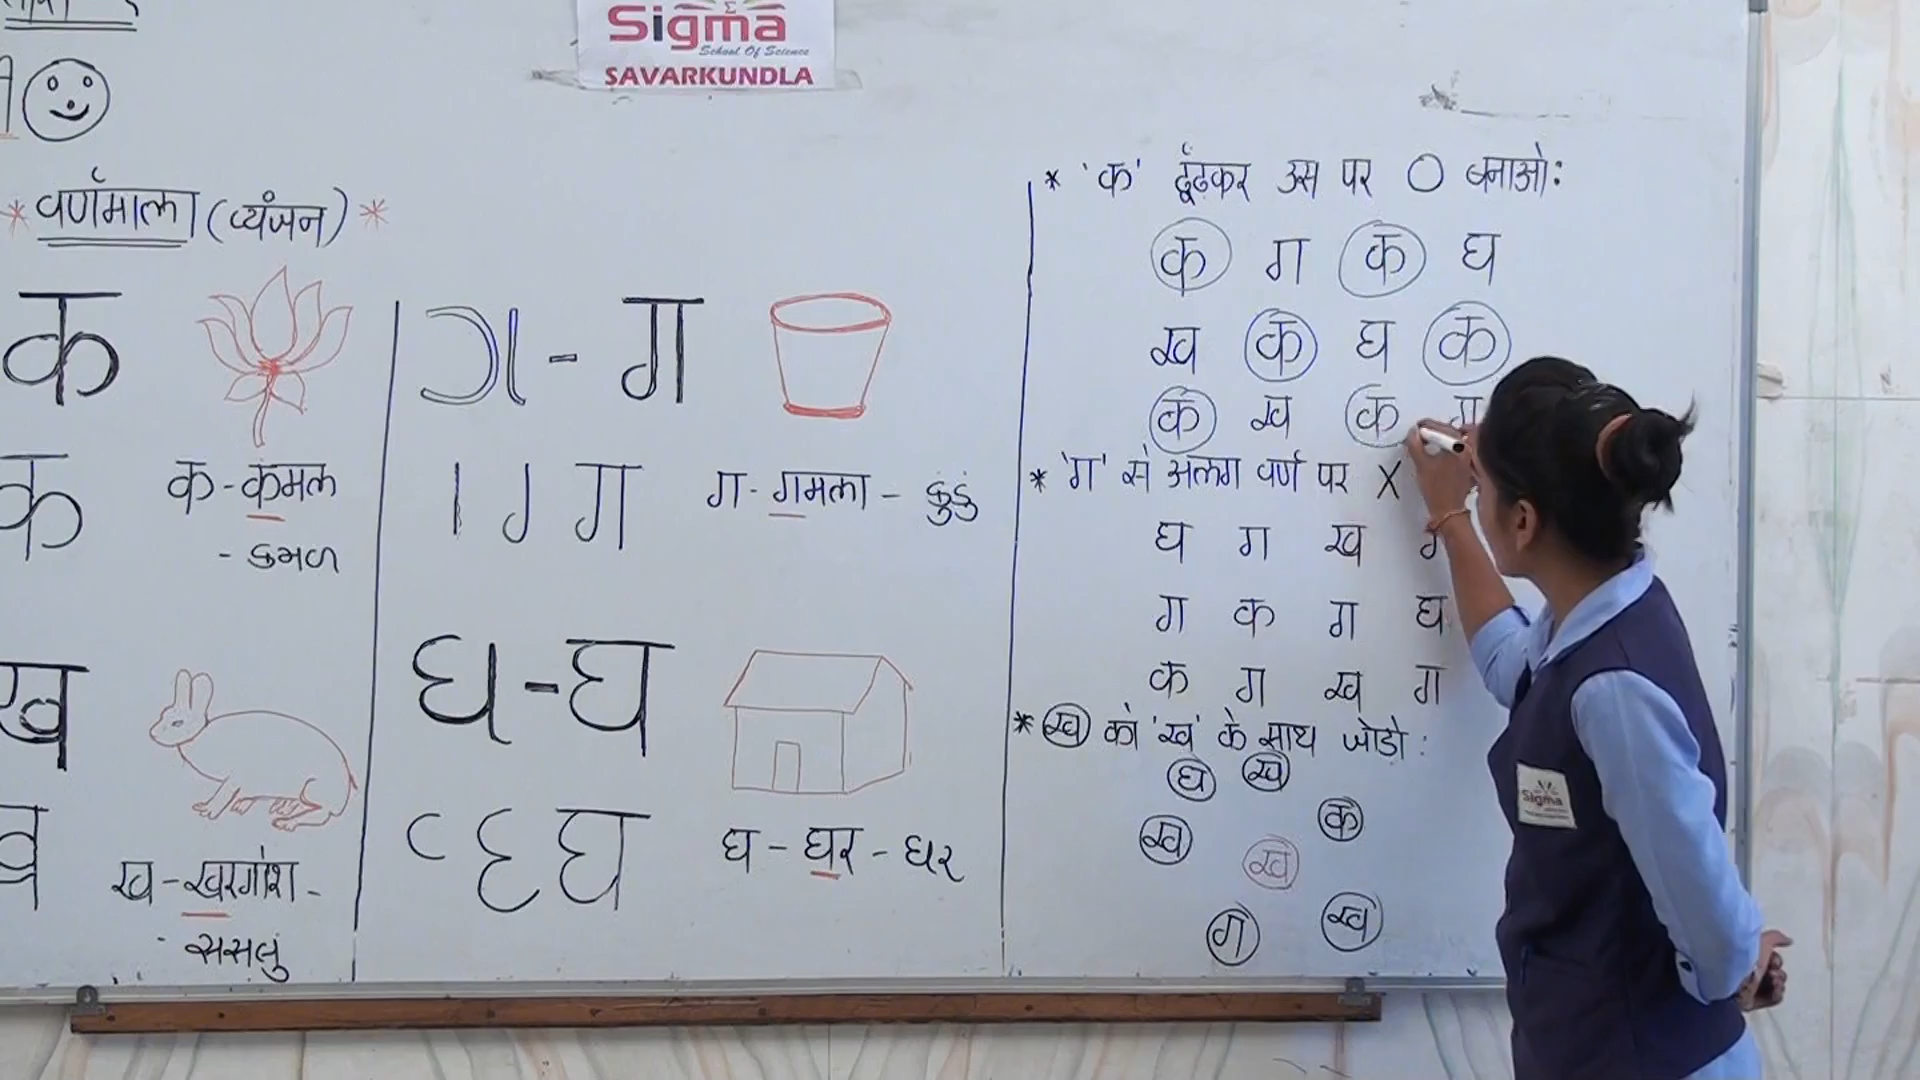 Sigma
School Of Science
SAVARKUNDLA
* वर्णमाला (व्यंजन) *
क
क
क - कमल
- કમળ
ख
ख
ख - खरगोश -
- સસલું
ગ - ग
। ग
ग - गमला - કુંડું
ઘ - घ
घ
घ - घर - ઘર
* 'क' ढूंढ़कर उस पर ○ बनाओ:
क ग क घ
ख क घ क
क ख क ग
* 'ग' से अलग वर्ण पर X
घ ग ख ग
ग क ग घ
क ग ख ग
* ख को 'ख' के साथ जोडो :
घ ख
ख क
ख
ग ख
Sigma